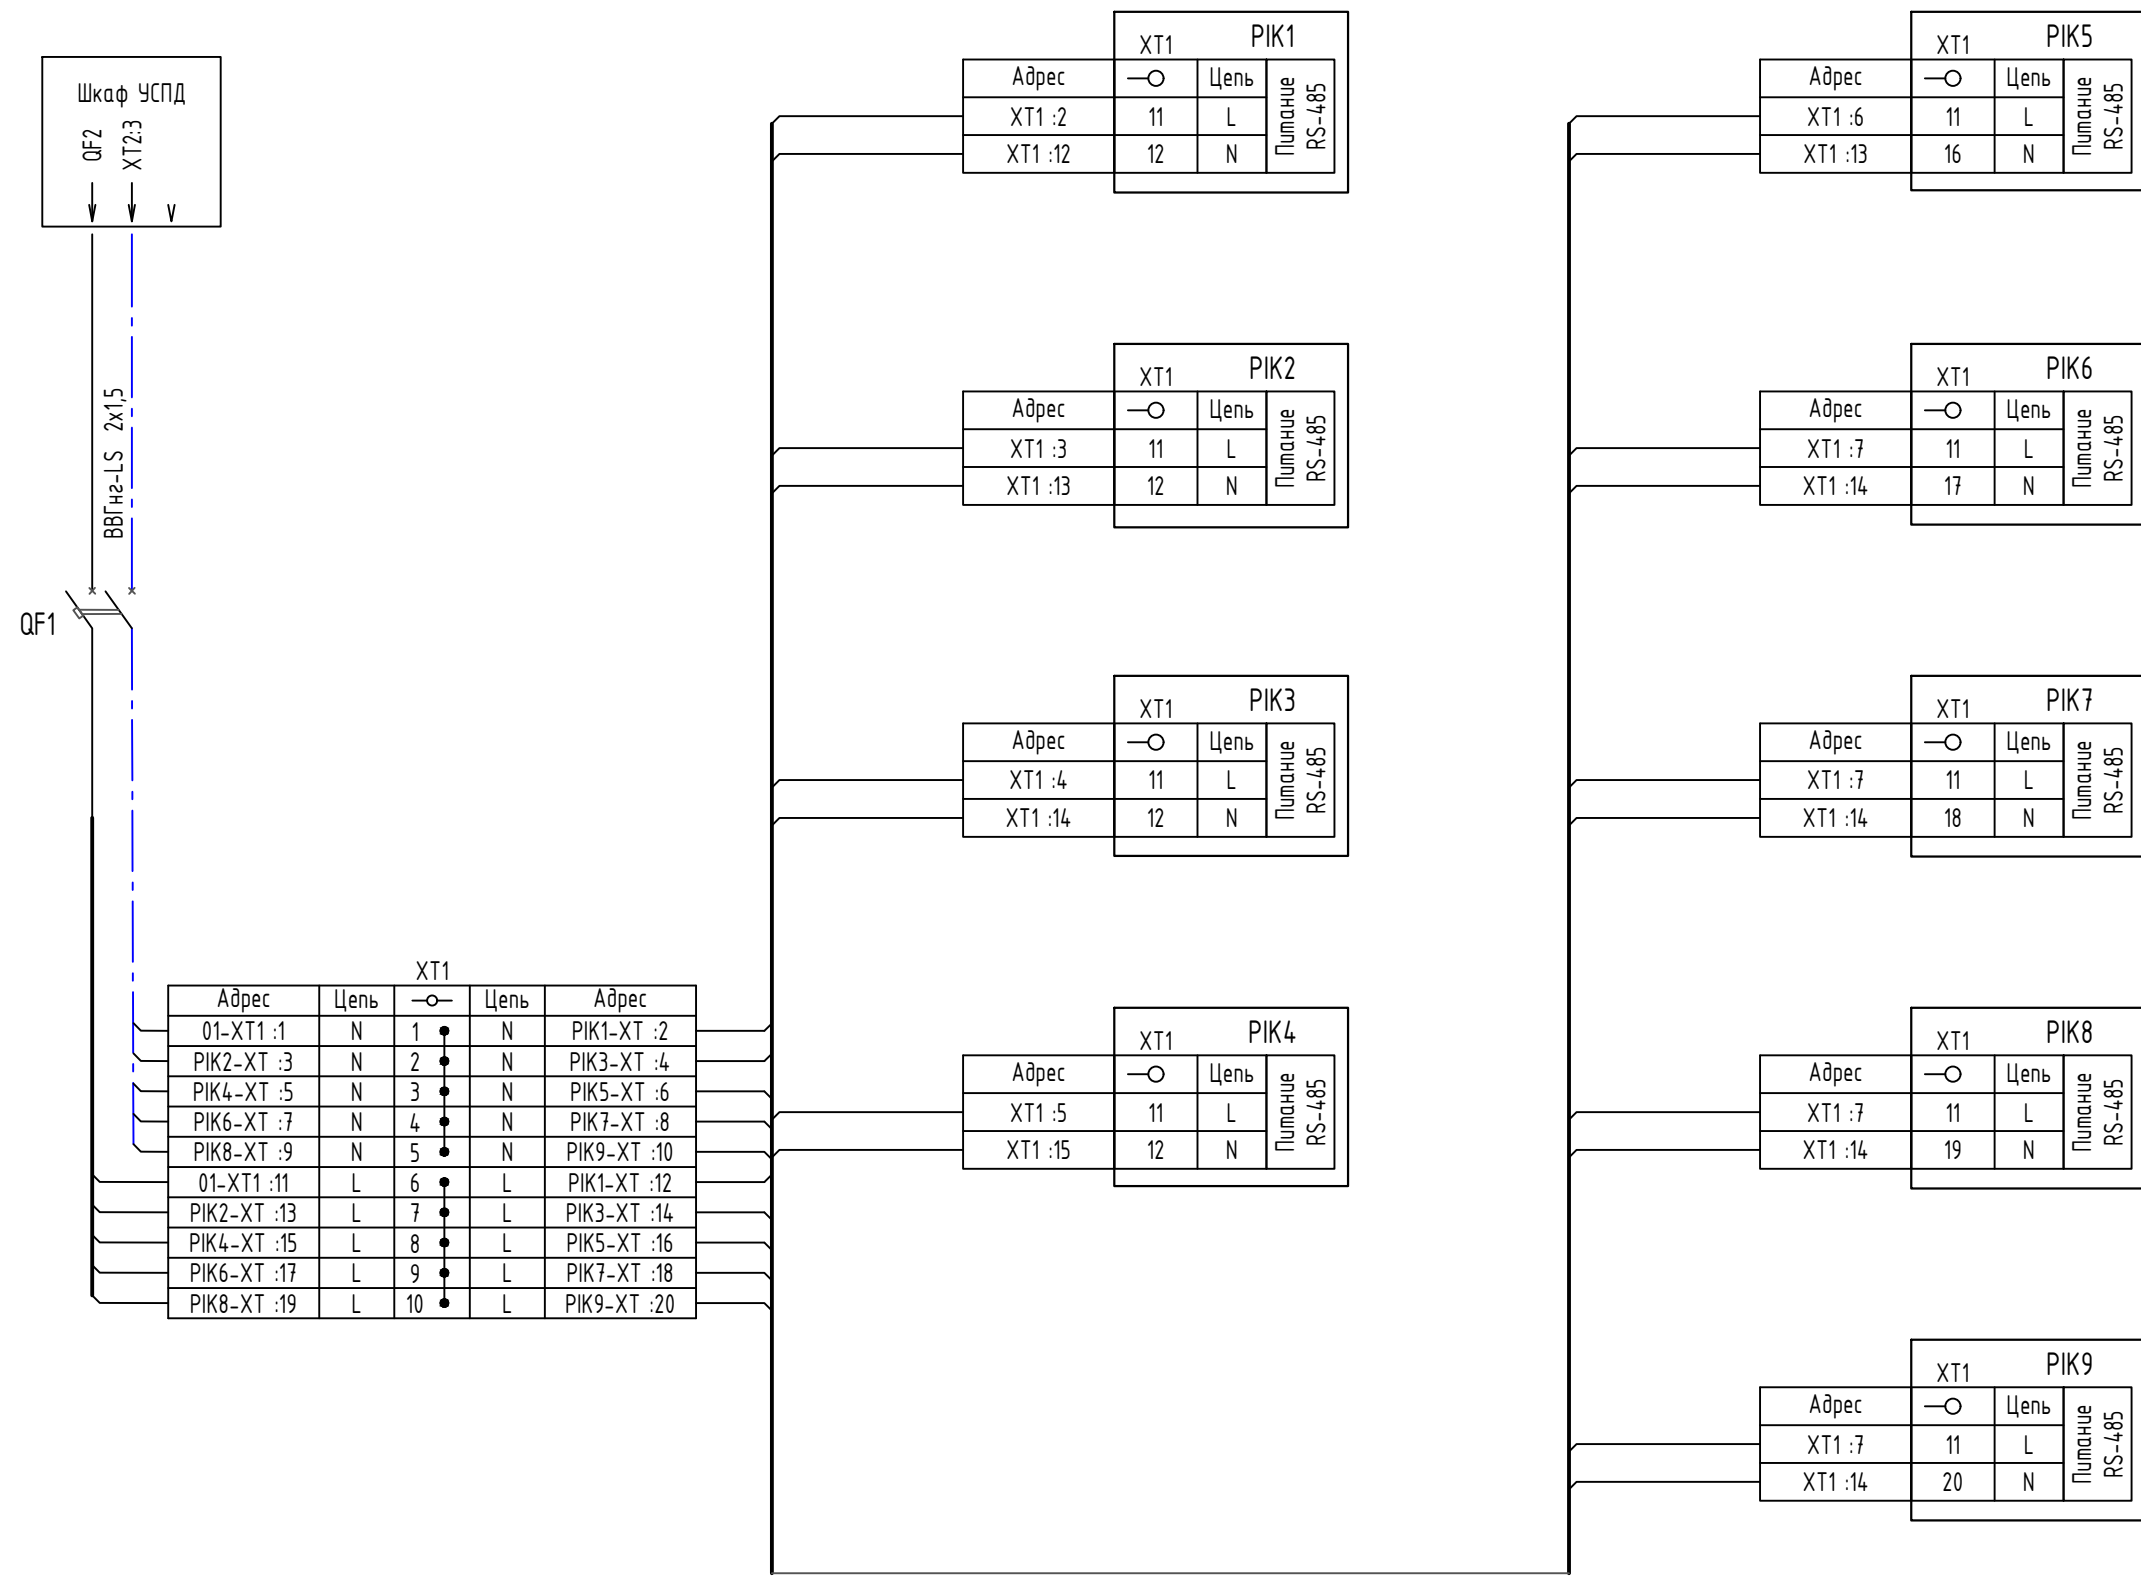 Шкаф УСПД
QF2
XT2:3
ВВГнг-LS 2x1,5
QF1
XT1
Адрес Цепь Цепь Адрес
01-XT1 :1 N 1 N PIK1-XT :2
PIK2-XT :3 N 2 N PIK3-XT :4
PIK4-XT :5 N 3 N PIK5-XT :6
PIK6-XT :7 N 4 N PIK7-XT :8
PIK8-XT :9 N 5 N PIK9-XT :10
01-XT1 :11 L 6 L PIK1-XT :12
PIK2-XT :13 L 7 L PIK3-XT :14
PIK4-XT :15 L 8 L PIK5-XT :16
PIK6-XT :17 L 9 L PIK7-XT :18
PIK8-XT :19 L 10 L PIK9-XT :20
XT1 PIK1
Адрес Цепь
XT1 :2 11 L
XT1 :12 12 N
Питание
RS-485
XT1 PIK2
Адрес Цепь
XT1 :3 11 L
XT1 :13 12 N
Питание
RS-485
XT1 PIK3
Адрес Цепь
XT1 :4 11 L
XT1 :14 12 N
Питание
RS-485
XT1 PIK4
Адрес Цепь
XT1 :5 11 L
XT1 :15 12 N
Питание
RS-485
XT1 PIK5
Адрес Цепь
XT1 :6 11 L
XT1 :13 16 N
Питание
RS-485
XT1 PIK6
Адрес Цепь
XT1 :7 11 L
XT1 :14 17 N
Питание
RS-485
XT1 PIK7
Адрес Цепь
XT1 :7 11 L
XT1 :14 18 N
Питание
RS-485
XT1 PIK8
Адрес Цепь
XT1 :7 11 L
XT1 :14 19 N
Питание
RS-485
XT1 PIK9
Адрес Цепь
XT1 :7 11 L
XT1 :14 20 N
Питание
RS-485